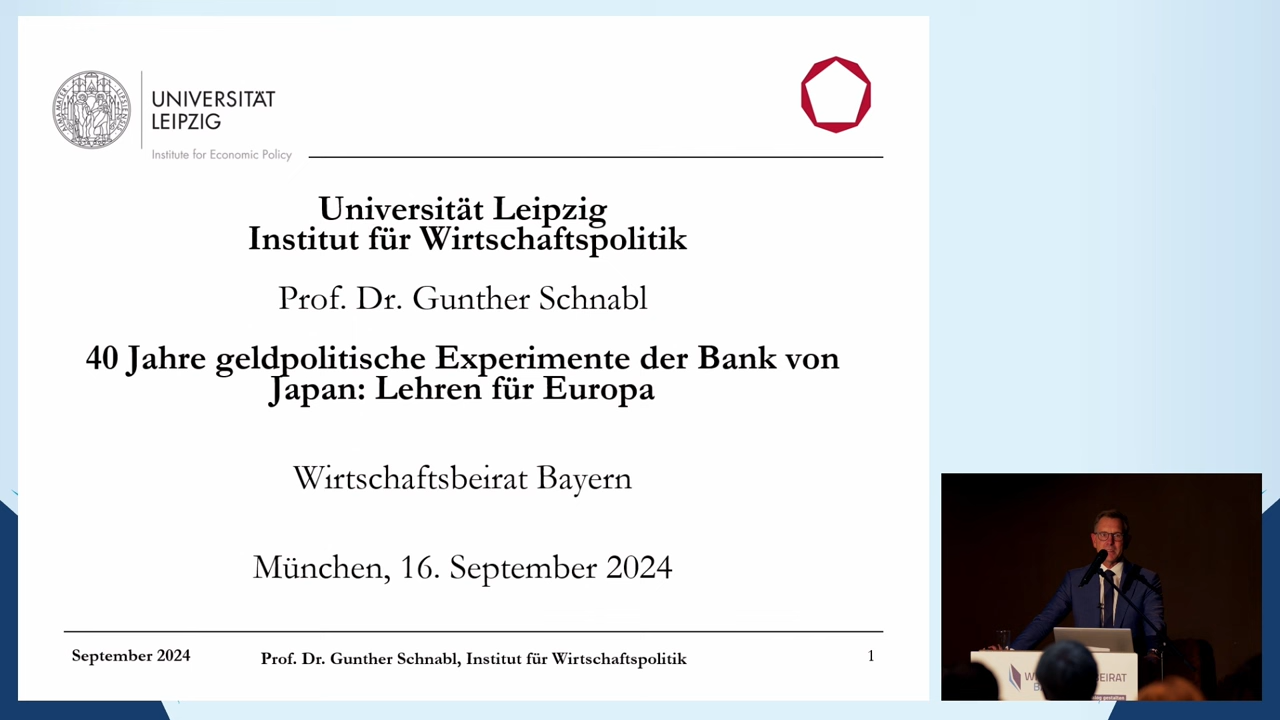 UNIVERSITÄT
LEIPZIG
Institute for Economic Policy
Universität Leipzig
Institut für Wirtschaftspolitik
Prof. Dr. Gunther Schnabl
40 Jahre geldpolitische Experimente der Bank von
Japan: Lehren für Europa
Wirtschaftsbeirat Bayern
München, 16. September 2024
September 2024
Prof. Dr. Gunther Schnabl, Institut für Wirtschaftspolitik
1